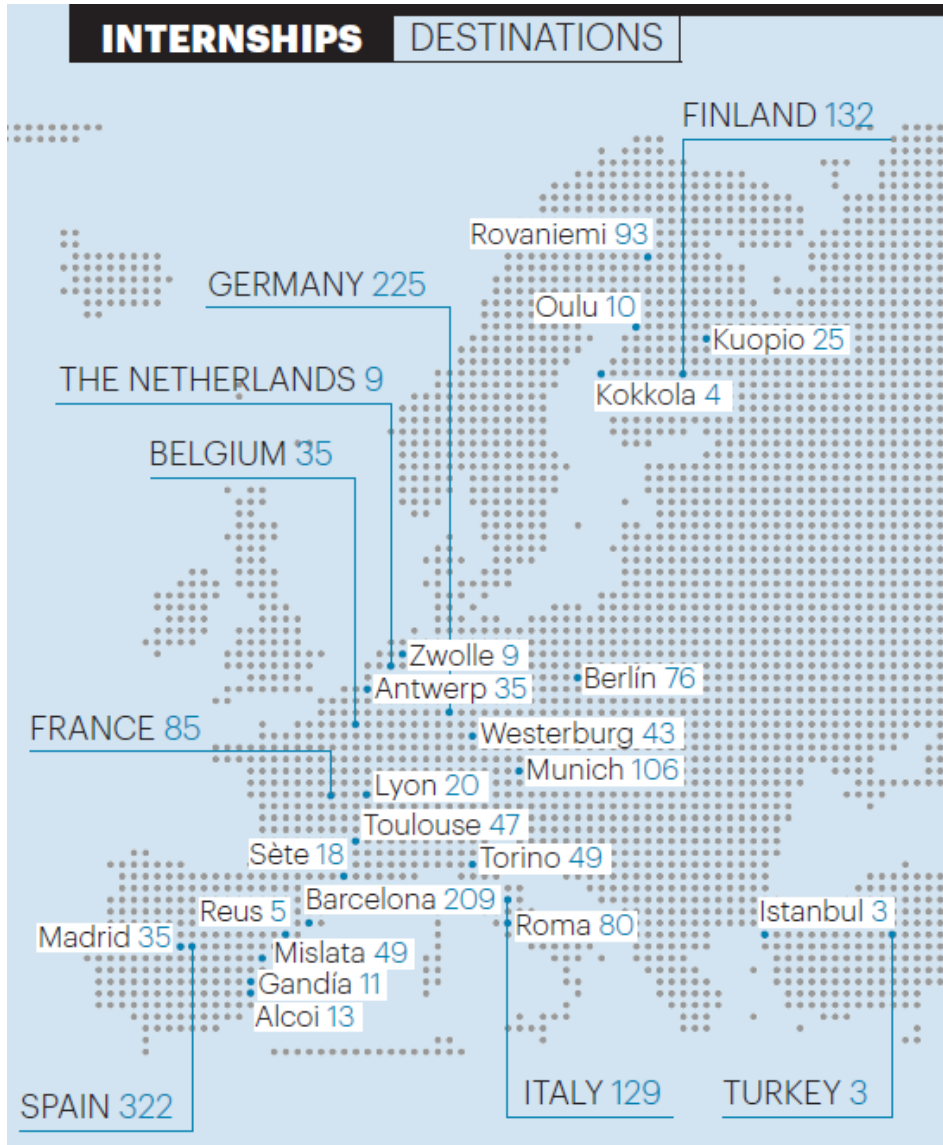 INTERNSHIPS DESTINATIONS
FINLAND 132
Rovaniemi 93
GERMANY 225
Oulu 10
Kuopio 25
THE NETHERLANDS 9
Kokkola 4
BELGIUM 35
Zwolle 9
Berlín 76
Antwerp 35
FRANCE 85
Westerburg 43
Munich 106
Lyon 20
Toulouse 47
Sète 18
Torino 49
Barcelona 209
Reus 5
Istanbul 3
Roma 80
Madrid 35
Mislata 49
Gandía 11
Alcoi 13
SPAIN 322
ITALY 129
TURKEY 3